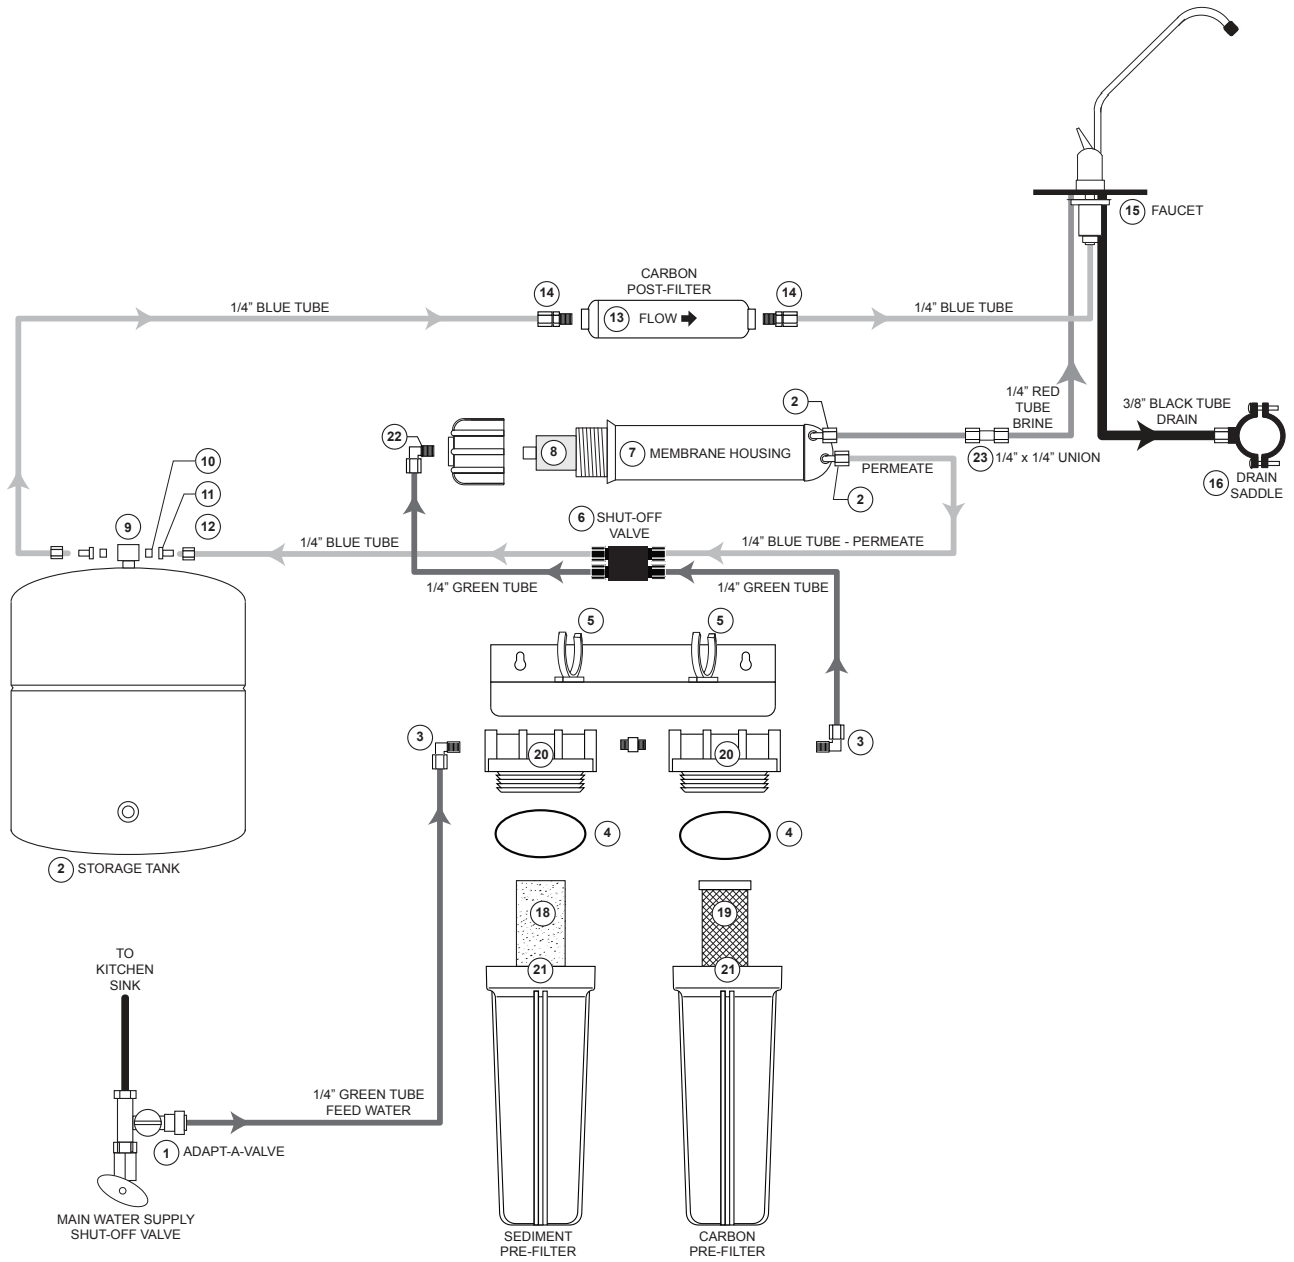 15 FAUCET
CARBON
POST-FILTER
14
14
1/4” BLUE TUBE
13 FLOW
1/4” BLUE TUBE
2
1/4” RED
TUBE
BRINE
3/8” BLACK TUBE
DRAIN
22
8
7 MEMBRANE HOUSING
PERMEATE
23 1/4” x 1/4” UNION
10
11
2
16 DRAIN
SADDLE
9
12
6 SHUT-OFF
VALVE
1/4” BLUE TUBE
1/4” BLUE TUBE - PERMEATE
1/4” GREEN TUBE
1/4” GREEN TUBE
5
5
3
20
20
3
4
4
2 STORAGE TANK
18
19
21
21
TO
KITCHEN
SINK
1/4” GREEN TUBE
FEED WATER
1 ADAPT-A-VALVE
MAIN WATER SUPPLY
SHUT-OFF VALVE
SEDIMENT
PRE-FILTER
CARBON
PRE-FILTER